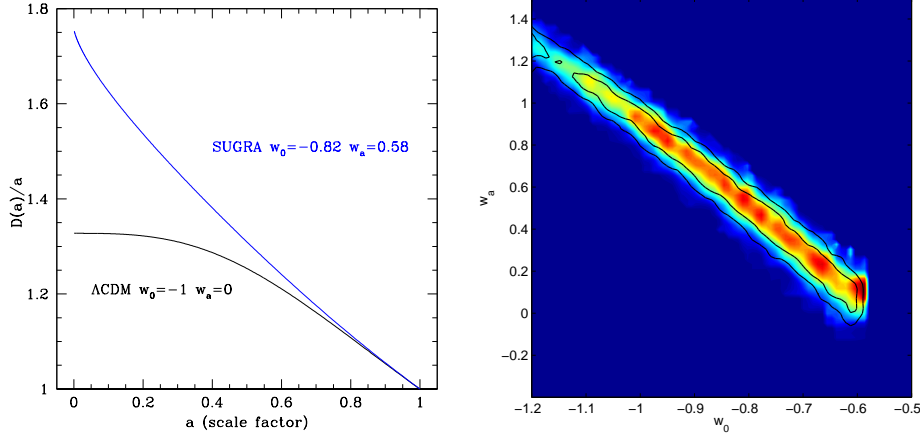 1.8
1.6
1.4
1.2
1
D(a)/a
SUGRA w₀=−0.82 wₐ=0.58
ΛCDM w₀=−1 wₐ=0
0 0.2 0.4 0.6 0.8 1
a (scale factor)
1.4
1.2
1
0.8
0.6
0.4
0.2
0
−0.2
wₐ
−1.2 −1.1 −1 −0.9 −0.8 −0.7 −0.6 −0.5
w₀